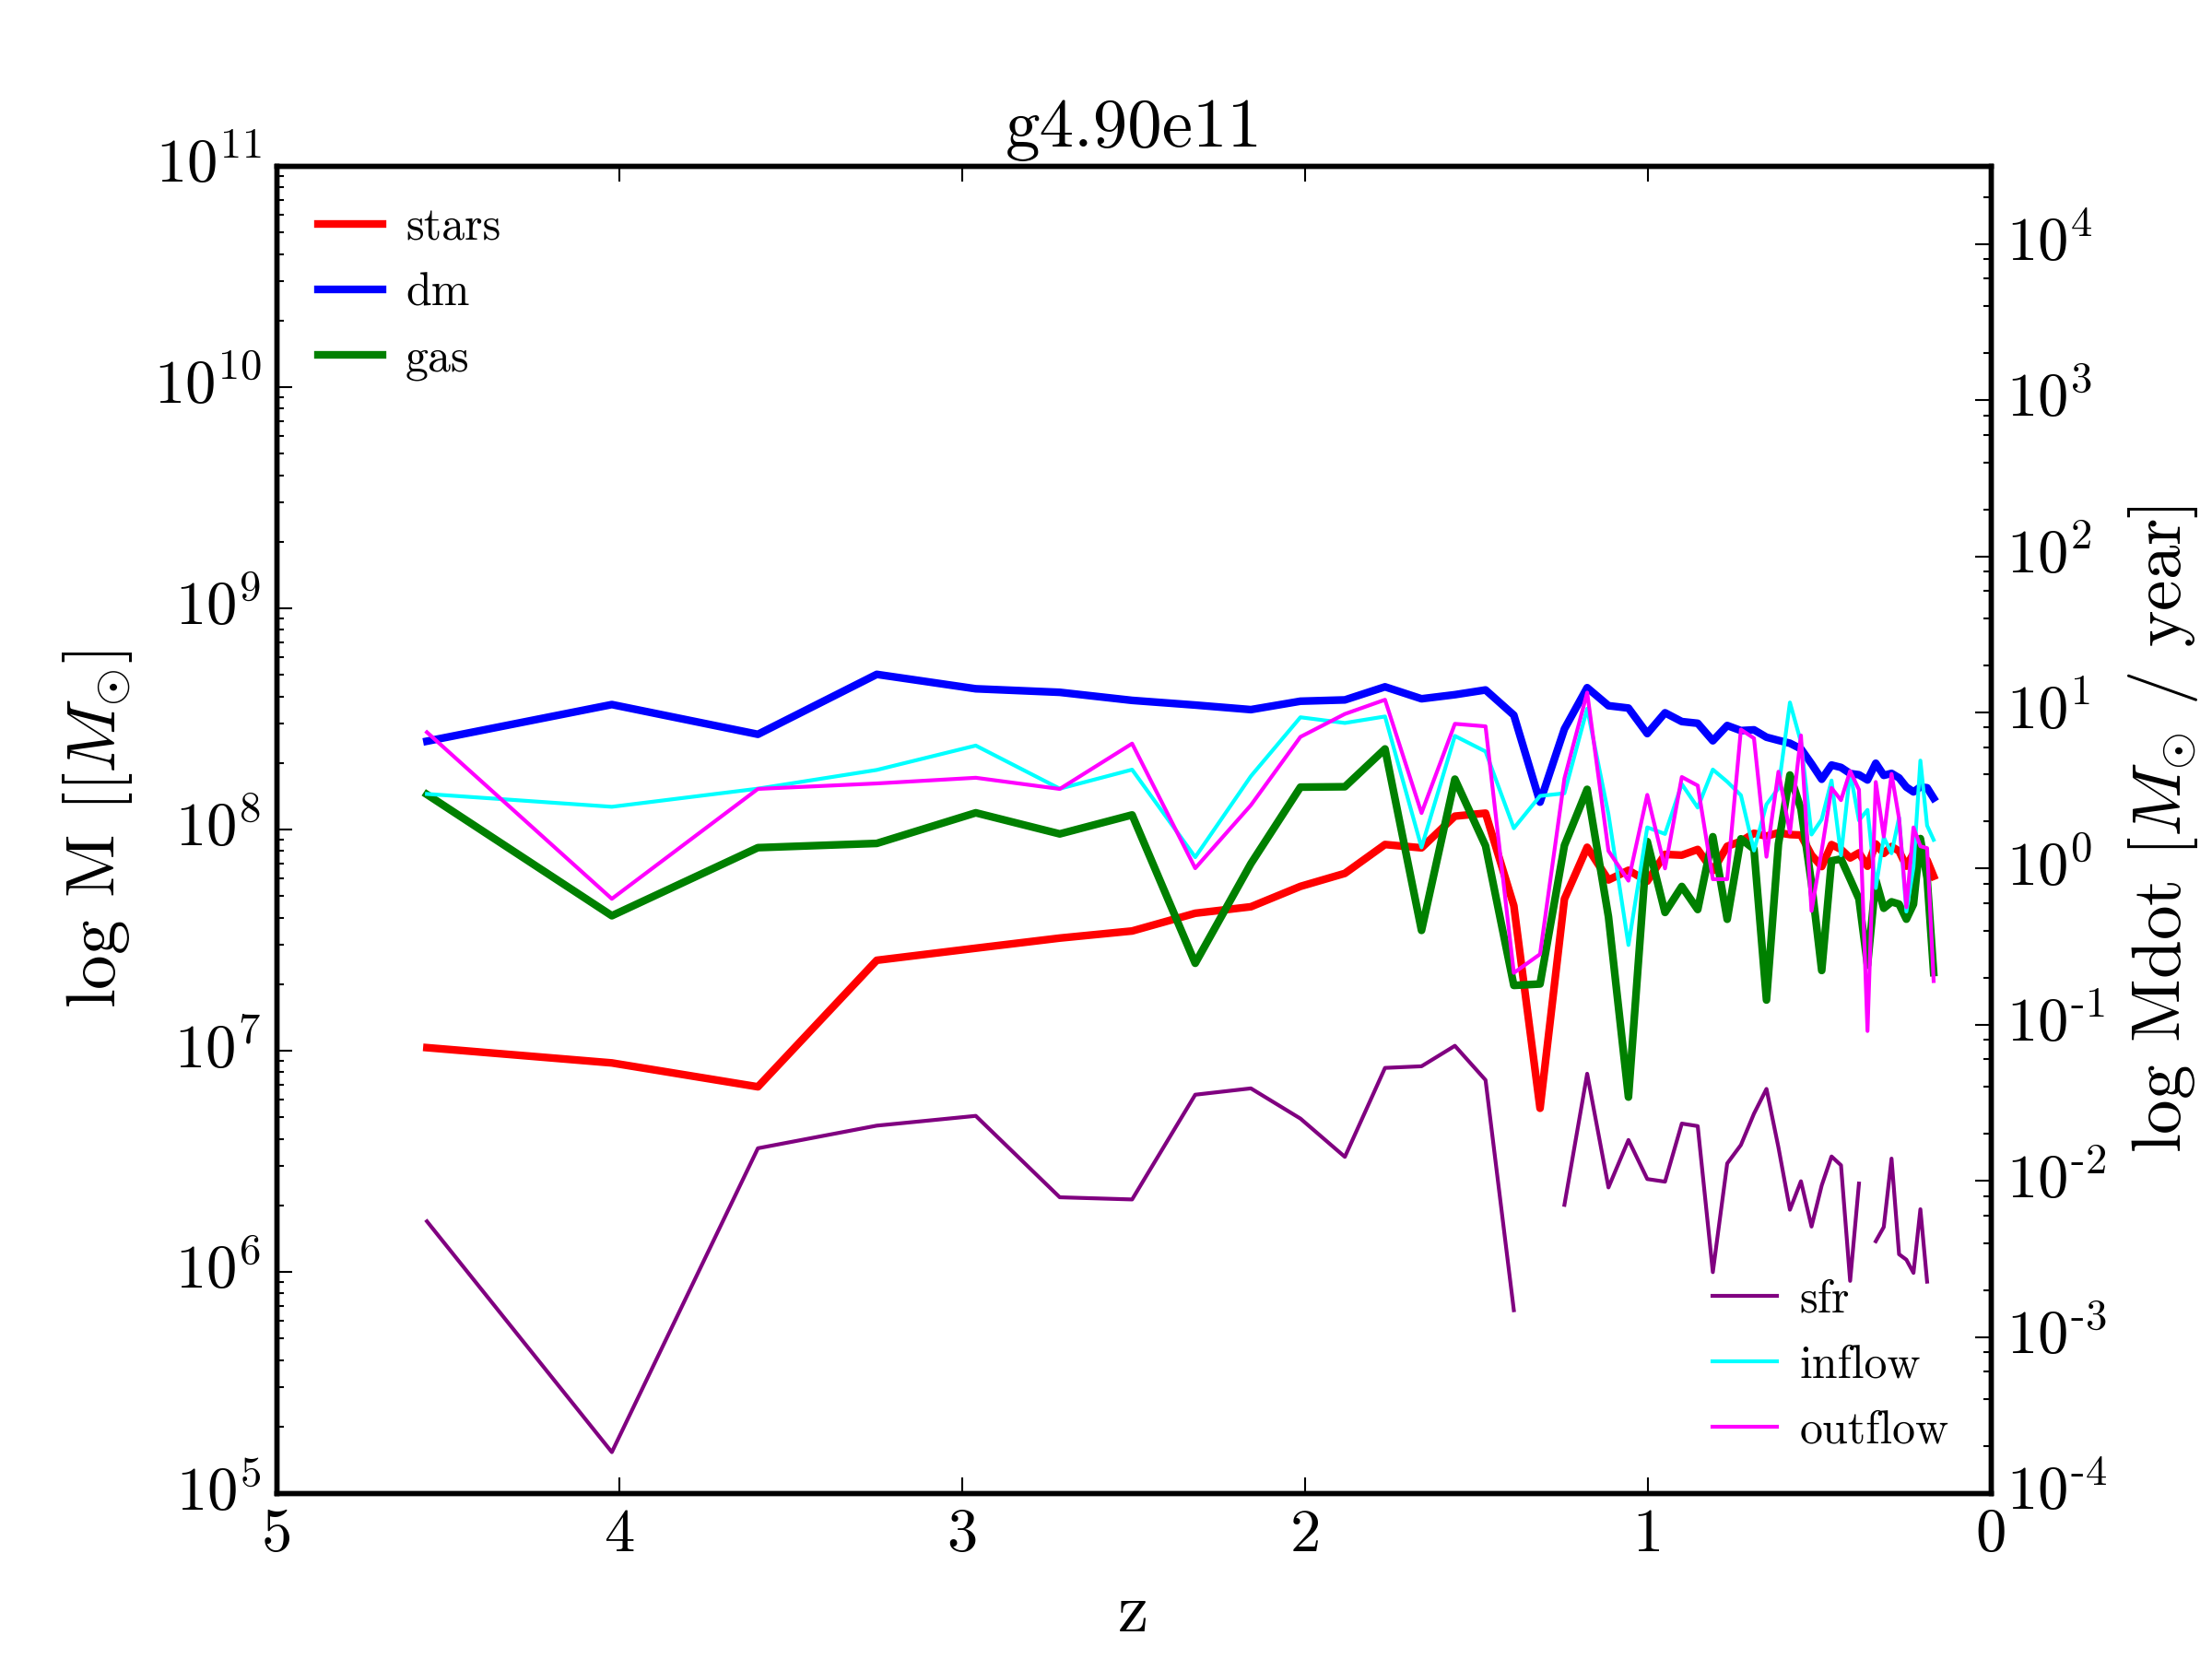 g4.90e11
log M [[M⊙]
10^11
10^10
10^9
10^8
10^7
10^6
10^5
stars
dm
gas
sfr
inflow
outflow
10^4
10^3
10^2
10^1
10^0
10^-1
10^-2
10^-3
10^-4
log Mdot [M⊙ / year]
5 4 3 2 1 0
z